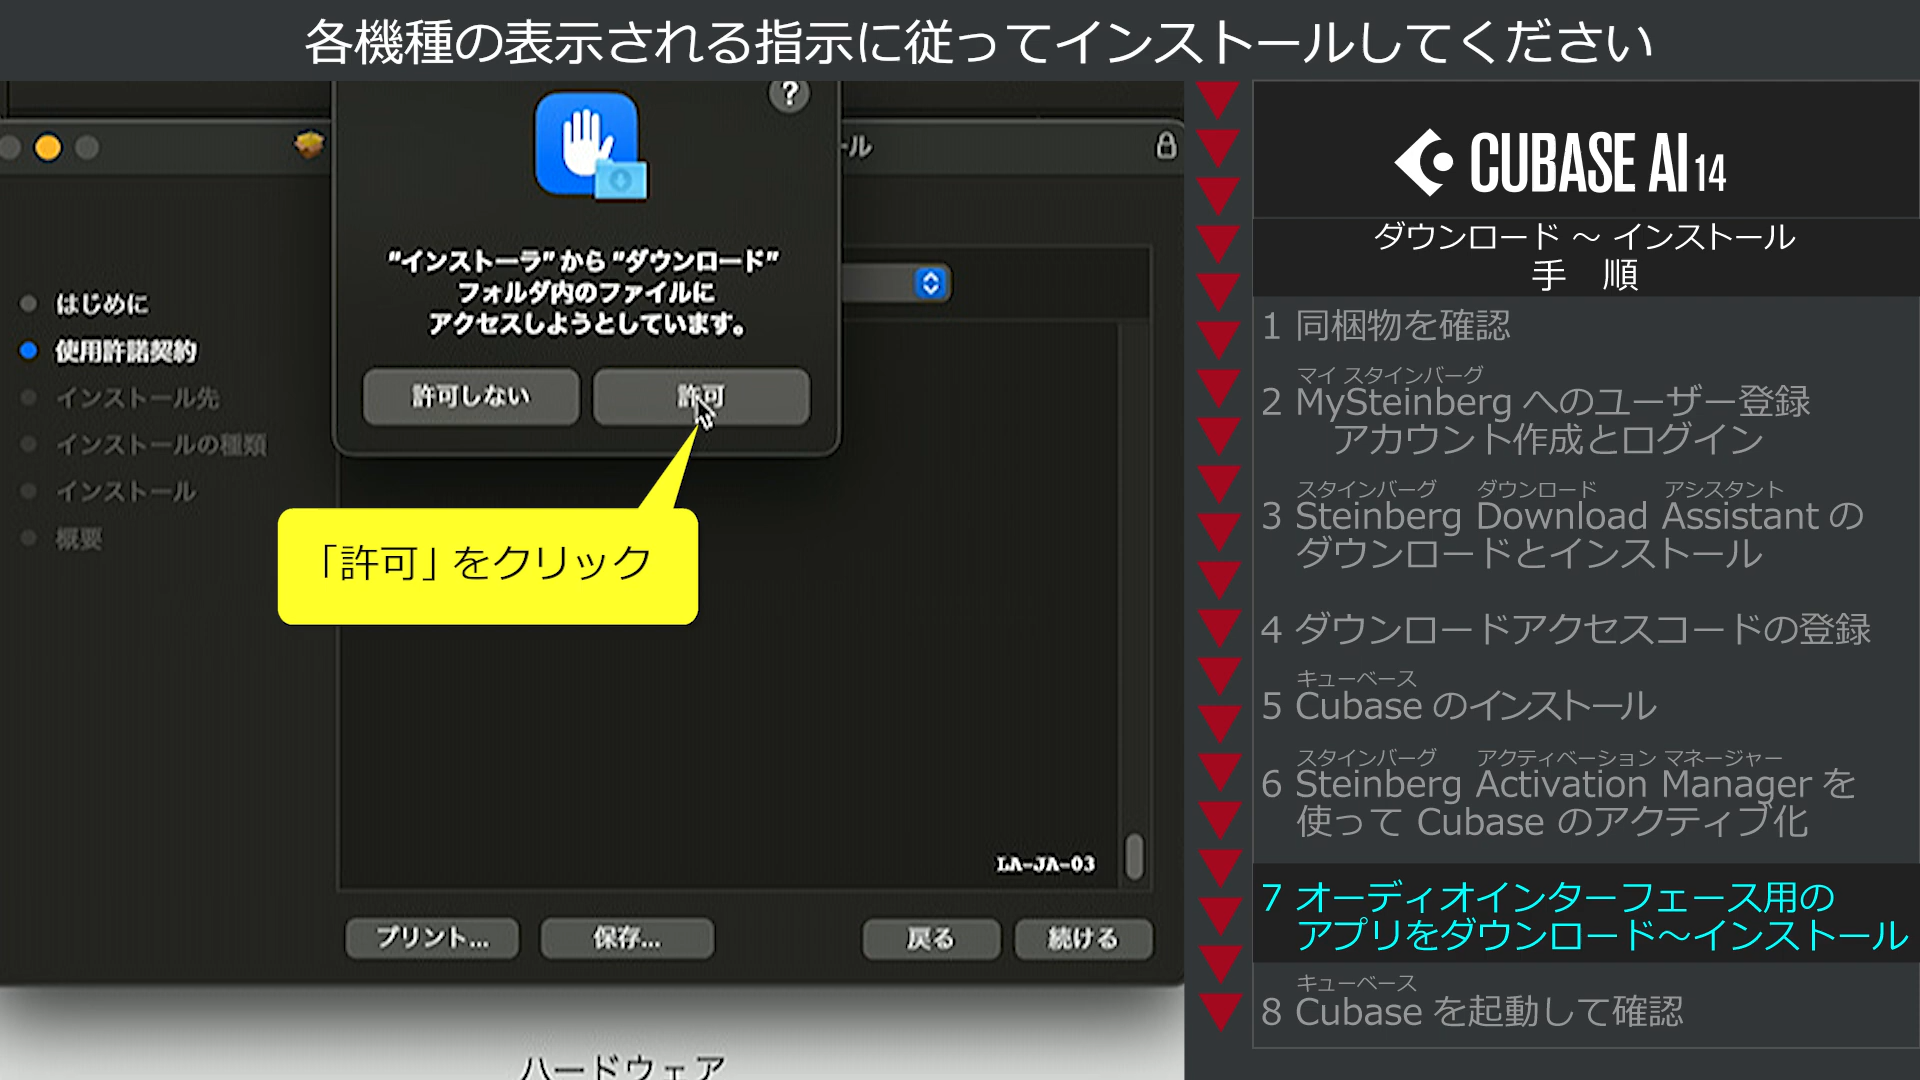 各機種の表示される指示に従ってインストールしてください
?
ール
"インストーラ"から"ダウンロード"
フォルダ内のファイルに
アクセスしようとしています。
許可しない
許可
はじめに
使用許諾契約
インストール先
インストールの種類
インストール
概要
「許可」をクリック
LA-JA-03
プリント...
保存...
戻る
続ける
ハードウェア
CUBASE AI 14
ダウンロード ～ インストール
手 順
1 同梱物を確認
マイ スタインバーグ
2 MySteinberg へのユーザー登録
アカウント作成とログイン
スタインバーグ ダウンロード アシスタント
3 Steinberg Download Assistant の
ダウンロードとインストール
4 ダウンロードアクセスコードの登録
キューベース
5 Cubase のインストール
スタインバーグ アクティベーション マネージャー
6 Steinberg Activation Manager を
使って Cubase のアクティブ化
7 オーディオインターフェース用の
アプリをダウンロード～インストール
キューベース
8 Cubase を起動して確認